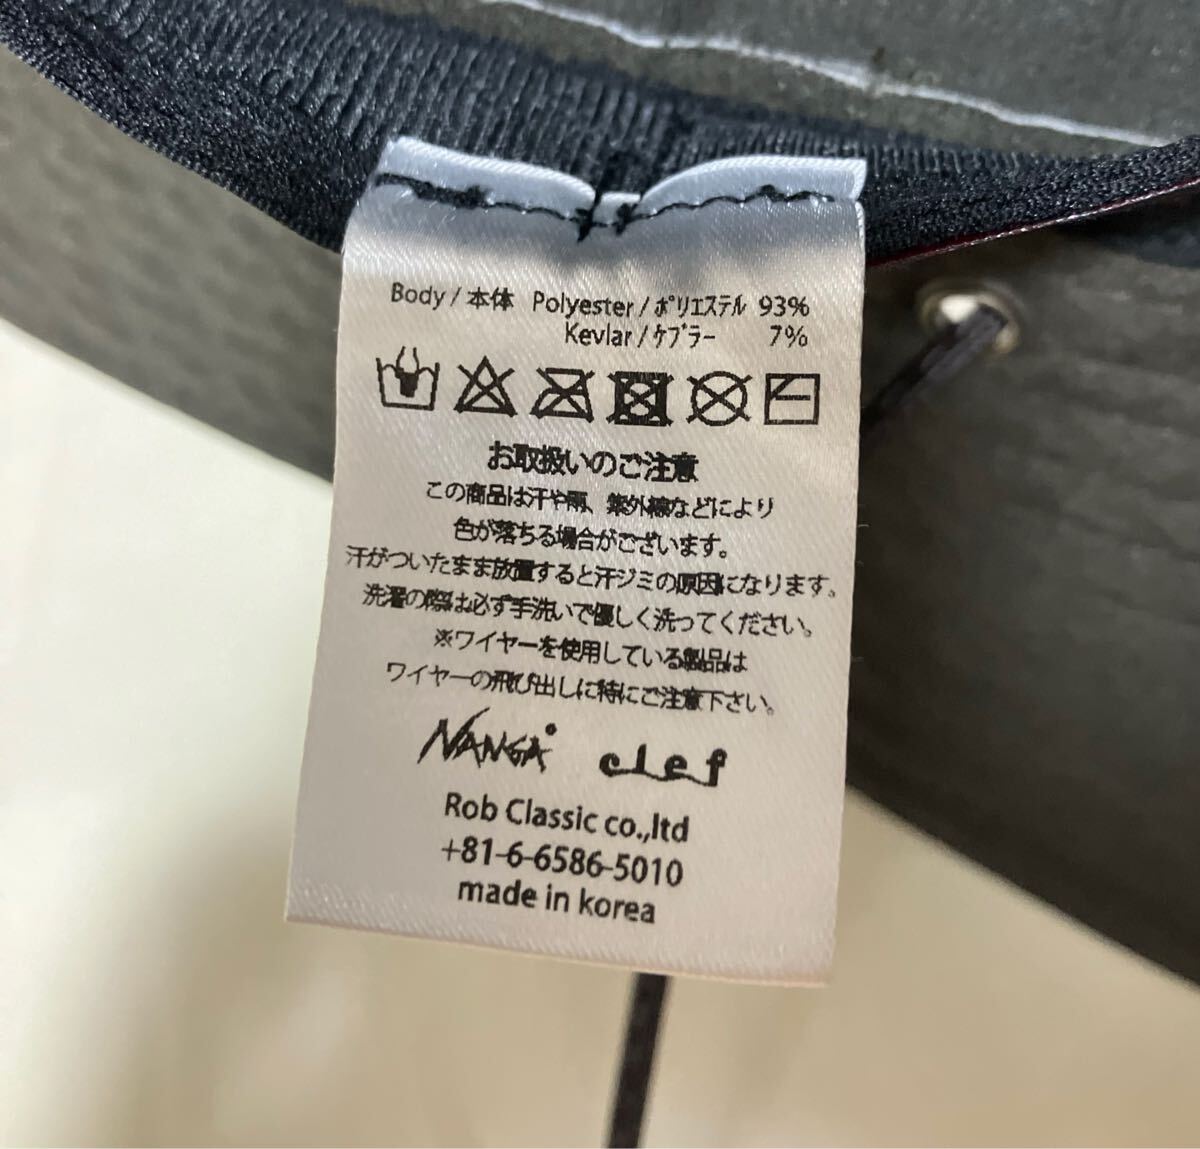 Body / 本体 Polyester / ポリエステル 93%
Kevlar / ケブラー 7%
お取扱いのご注意
この商品は汗や雨、紫外線などにより
色が落ちる場合がございます。
汗がついたまま放置すると汗ジミの原因になります。
洗濯の際は必ず手洗いで優しく洗ってください。
※ワイヤーを使用している製品は
ワイヤーの飛び出しに特にご注意下さい。
NANGA clef
Rob Classic co.,ltd
+81-6-6586-5010
made in korea